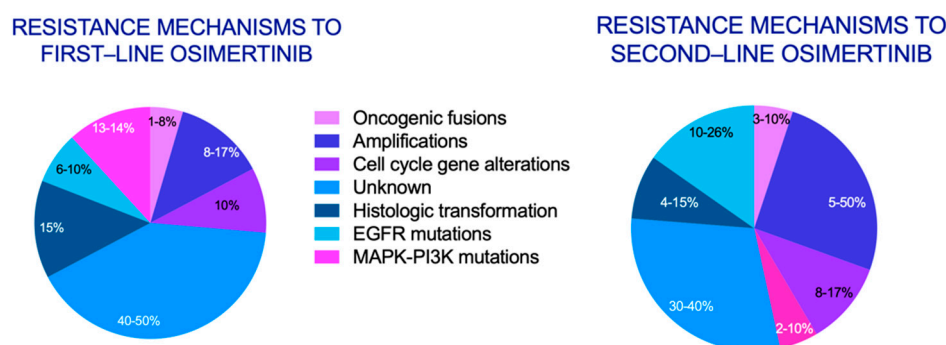 RESISTANCE MECHANISMS TO
FIRST–LINE OSIMERTINIB
1-8%
8-17%
10%
40-50%
15%
6-10%
13-14%
Oncogenic fusions
Amplifications
Cell cycle gene alterations
Unknown
Histologic transformation
EGFR mutations
MAPK-PI3K mutations
RESISTANCE MECHANISMS TO
SECOND–LINE OSIMERTINIB
3-10%
5-50%
8-17%
2-10%
30-40%
4-15%
10-26%